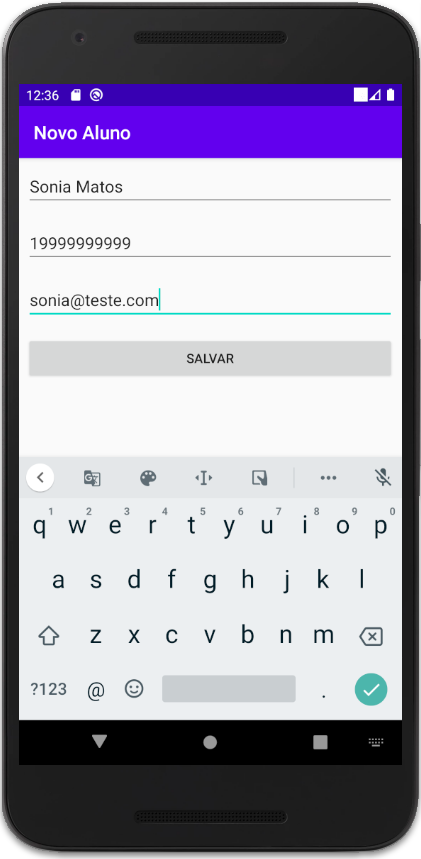 12:36
Novo Aluno
Sonia Matos
19999999999
sonia@teste.com
SALVAR
G
1 2 3 4 5 6 7 8 9 0
q w e r t y u i o p
a s d f g h j k l
z x c v b n m
?123 @ .